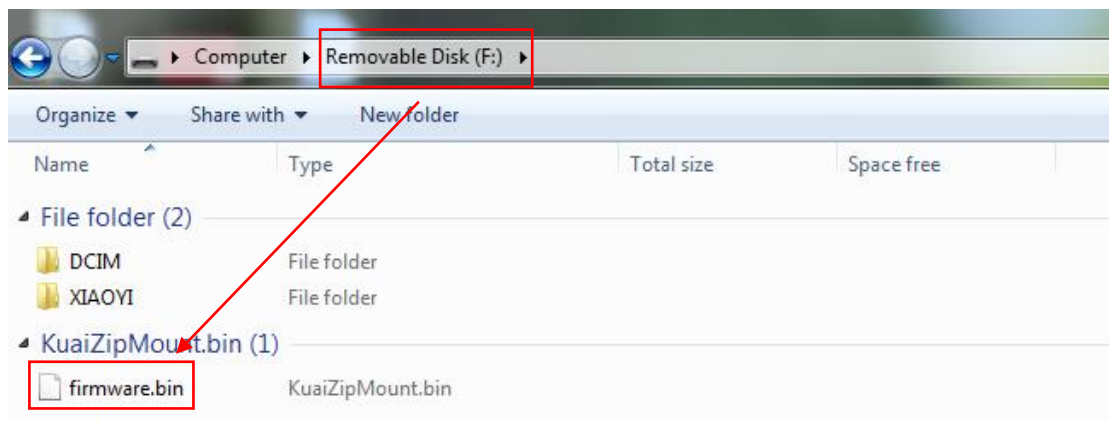 Computer Removable Disk (F:)
Organize Share with New folder
Name Type Total size Space free
File folder (2)
DCIM File folder
XIAOYI File folder
KuaiZipMount.bin (1)
firmware.bin KuaiZipMount.bin